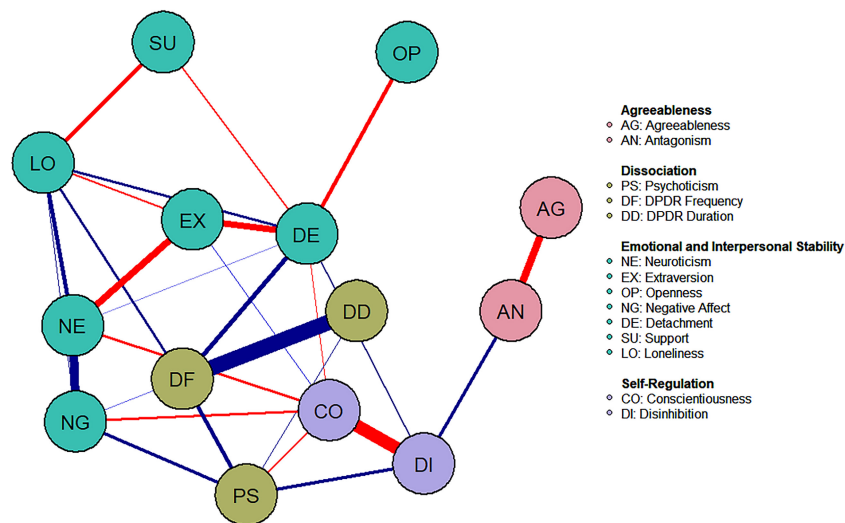 SU
OP
LO
EX
DE
AG
DD
AN
NE
DF
CO
NG
DI
PS
Agreeableness
AG: Agreeableness
AN: Antagonism
Dissociation
PS: Psychoticism
DF: DPDR Frequency
DD: DPDR Duration
Emotional and Interpersonal Stability
NE: Neuroticism
EX: Extraversion
OP: Openness
NG: Negative Affect
DE: Detachment
SU: Support
LO: Loneliness
Self-Regulation
CO: Conscientiousness
DI: Disinhibition